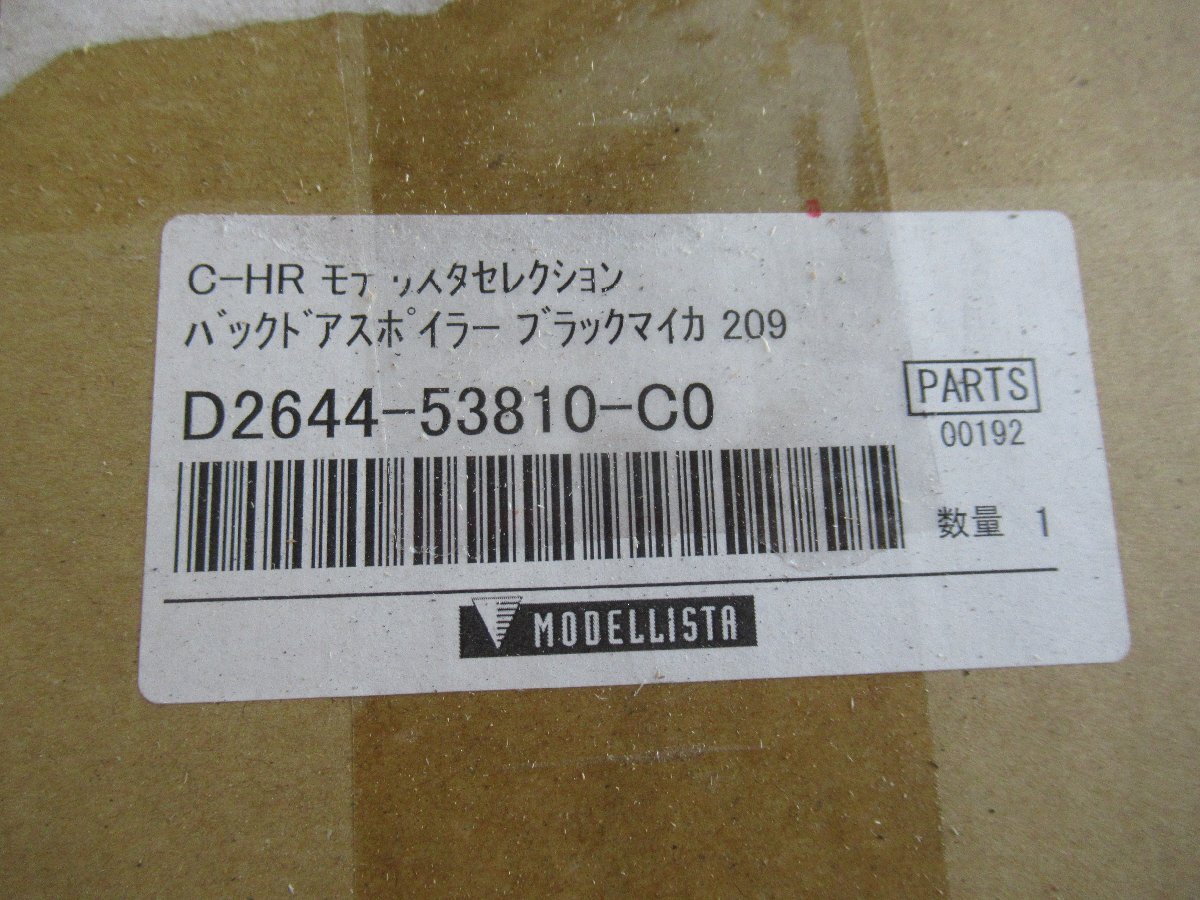 C-HR モデリスタセレクション
バックドアスポイラー ブラックマイカ 209
D2644-53810-C0
PARTS
00192
数量 1
MODELLISTA